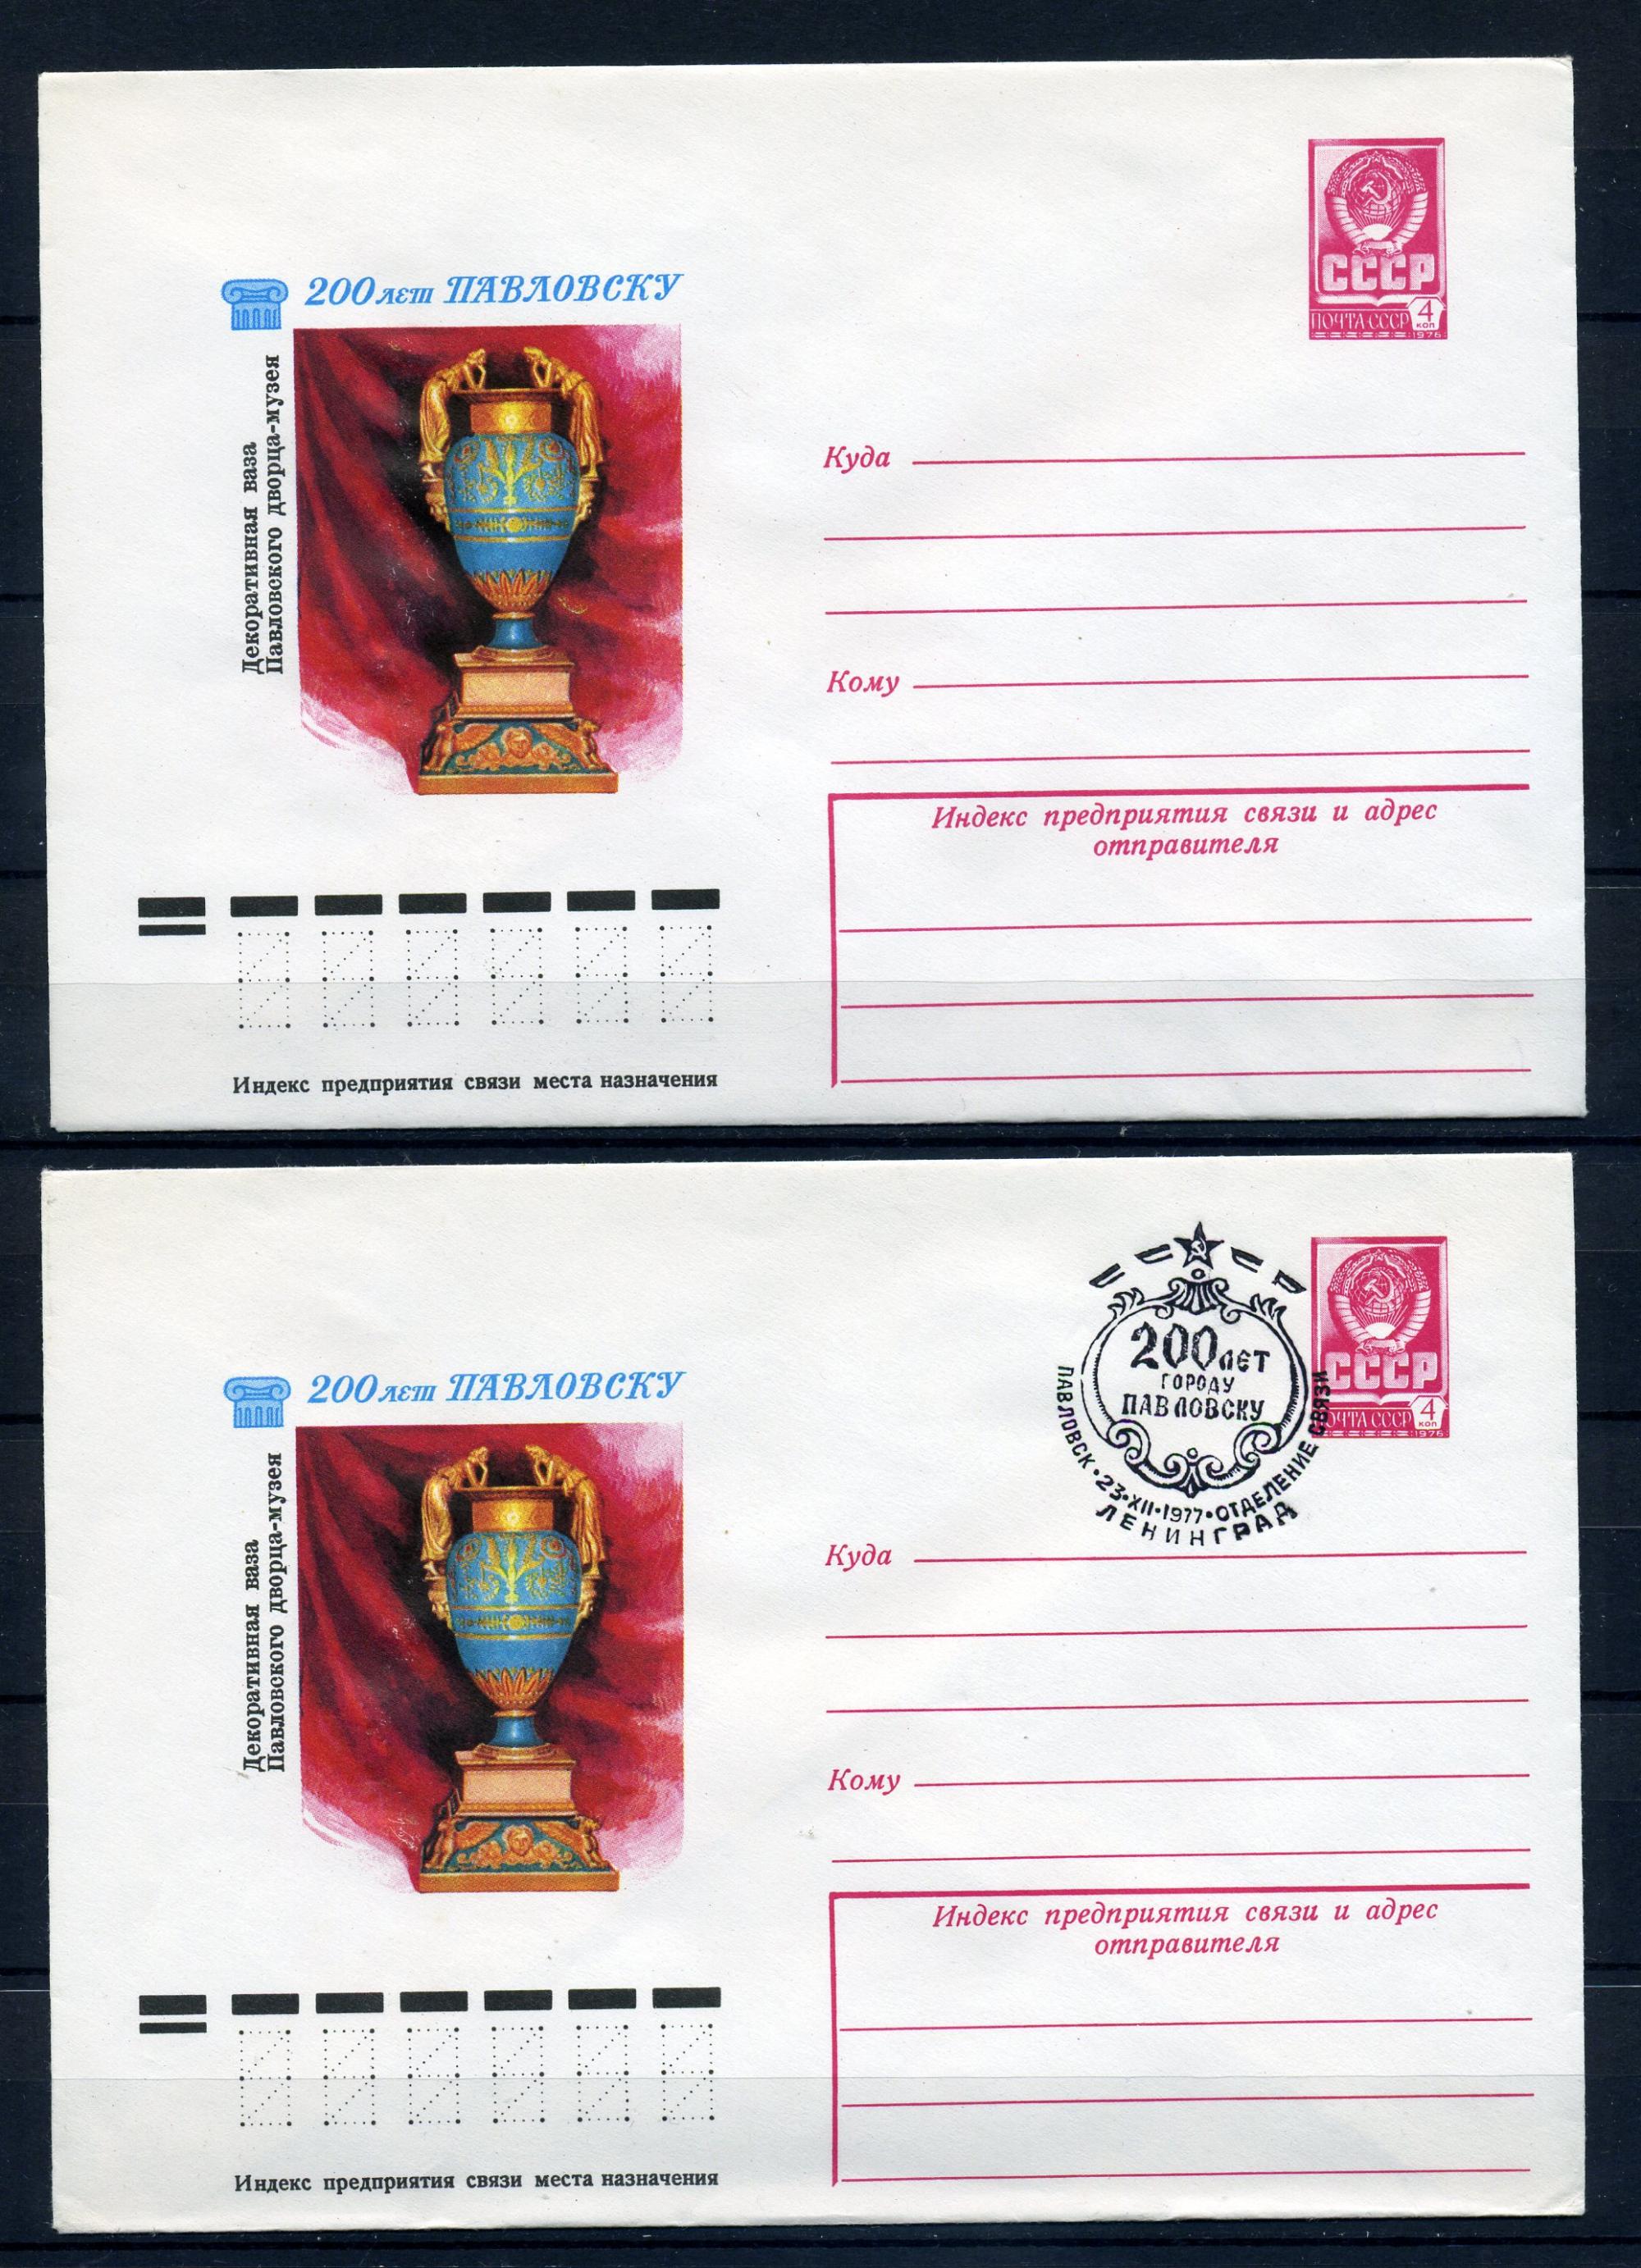 200 лет ПАВЛОВСКУ
Декоративная ваза
Павловского дворца-музея
СССР
ПОЧТА СССР 4
коп
1976
Куда
Кому
Индекс предприятия связи и адрес
отправителя
Индекс предприятия связи места назначения
200 лет ПАВЛОВСКУ
Декоративная ваза
Павловского дворца-музея
200 ЛЕТ
ГОРОДУ
ПАВЛОВСКУ
ПАВЛОВСК • 23•XII•1977 • ОТДЕЛЕНИЕ СВЯЗИ
ЛЕНИНГРАД
СССР
ПОЧТА СССР 4
коп
1976
Куда
Кому
Индекс предприятия связи и адрес
отправителя
Индекс предприятия связи места назначения